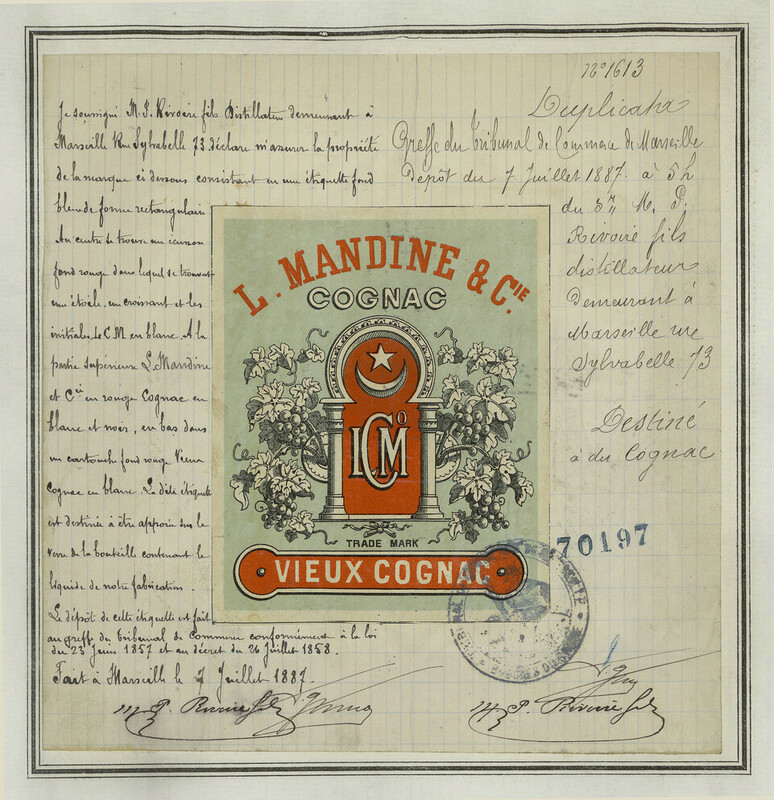 Je soussigné M. P. Rivoire fils Distillateur demeurant à
Marseille Rue Sylvabelle 73 déclare m'assurer la propriété
de la marque ci dessous consistant en une étiquette fond
bleu de forme rectangulaire
Au centre se trouve un écusson
fond rouge dans lequel se trouvent
une étoile, un croissant et les
initiales L C M en blanc. A la
partie supérieure L. Mandine
et Cie en rouge Cognac en
blanc et noir, en bas dans
un cartouche fond rouge Vieux
Cognac en blanc. La dite étiquette
est destinée à être apposée sur le
verre de la bouteille contenant le
liquide de notre fabrication.
Le dépôt de cette étiquette est fait
au greffe du Tribunal de Commerce conformément à la loi
du 23 Juin 1857 et au décret du 26 Juillet 1858.
Fait à Marseille le 7 Juillet 1887.
M. P. Rivoire fils
No 1613
Duplicata
Greffe du Tribunal de Commerce de Marseille
Dépôt du 7 Juillet 1887 à 5 h
du s. M. P.
Rivoire fils
distillateur
Demeurant à
Marseille rue
Sylvabelle 73
Destiné
à du Cognac
L. MANDINE & CIE
COGNAC
LCMO
TRADE MARK
VIEUX COGNAC
70197
M. P. Rivoire fils